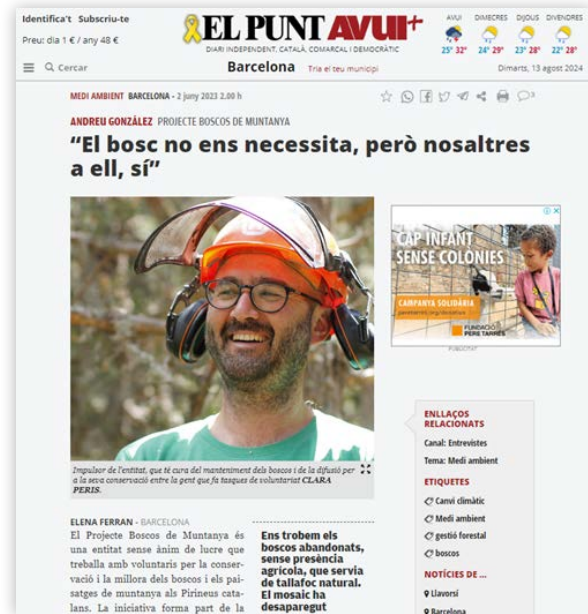 Identifica't Subscriu-te
Preu: dia 1 € / any 48 €
EL PUNT AVUI+
DIARI INDEPENDENT, CATALÀ, COMARCAL I DEMOCRÀTIC
AVUI DIMECRES DIJOUS DIVENDRES
25° 32° 24° 29° 23° 28° 22° 28°
Cercar
Barcelona Tria el teu municipi
Dimarts, 13 agost 2024
MEDI AMBIENT BARCELONA - 2 juny 2023 2.00 h
3
ANDREU GONZÁLEZ PROJECTE BOSCOS DE MUNTANYA
“El bosc no ens necessita, però nosaltres
a ell, sí”
CAP INFANT
SENSE COLÒNIES
CAMPANYA SOLIDÀRIA
FUNDACIÓ
PERE TARRÉS
PUBLICITAT
Impulsor de l'entitat, que té cura del manteniment dels boscos i de la difusió per
a la seva conservació entre la gent que fa tasques de voluntariat CLARA
PERIS.
ELENA FERRAN - BARCELONA
El Projecte Boscos de Muntanya és
una entitat sense ànim de lucre que
treballa amb voluntaris per la conser-
vació i la millora dels boscos i els pai-
satges de muntanya als Pirineus cata-
lans. La iniciativa forma part de la
Ens trobem els
boscos abandonats,
sense presència
agrícola, que servia
de tallafoc natural.
El mosaic ha
desaparegut
ENLLAÇOS
RELACIONATS
Canal: Entrevistes
Tema: Medi ambient
ETIQUETES
Canvi climàtic
Medi ambient
gestió forestal
boscos
NOTÍCIES DE ...
Llavorsí
Barcelona